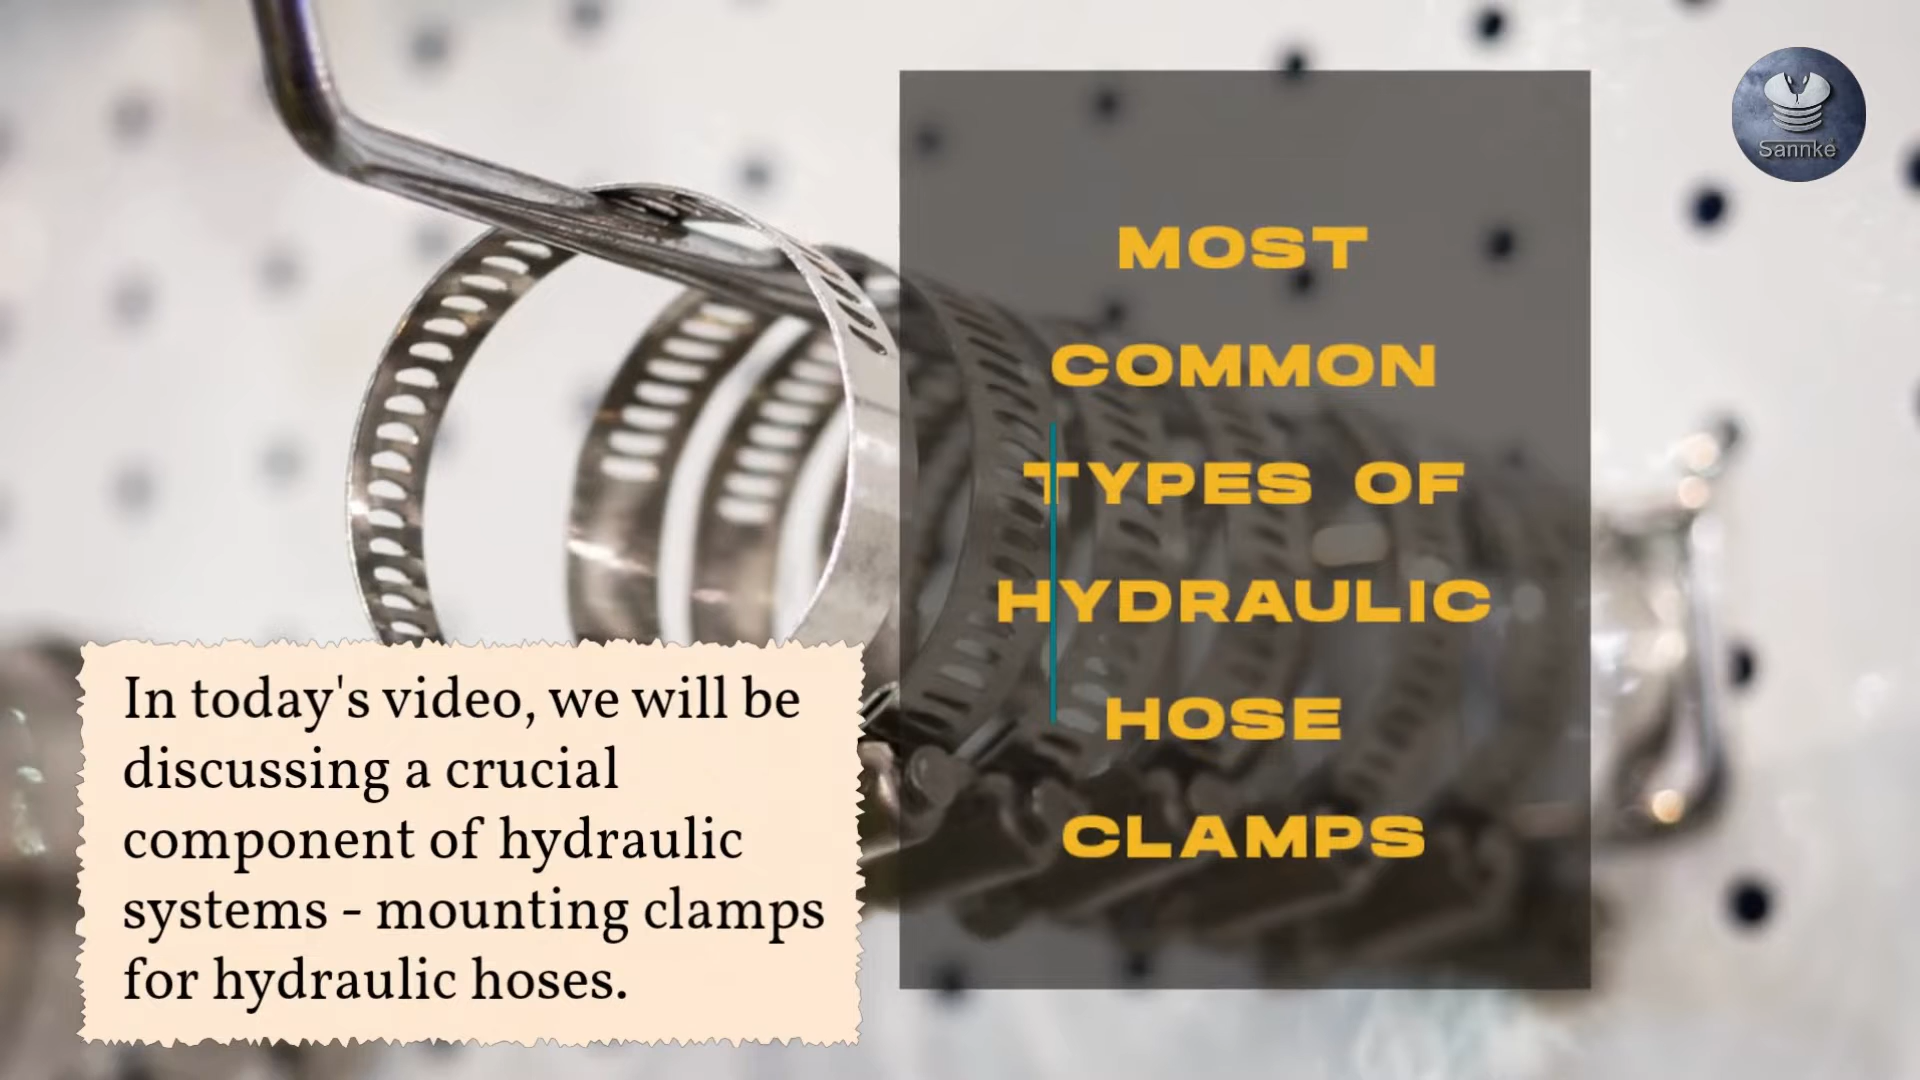 Sannke
MOST
COMMON
TYPES OF
HYDRAULIC
HOSE
CLAMPS
In today's video, we will be
discussing a crucial
component of hydraulic
systems - mounting clamps
for hydraulic hoses.